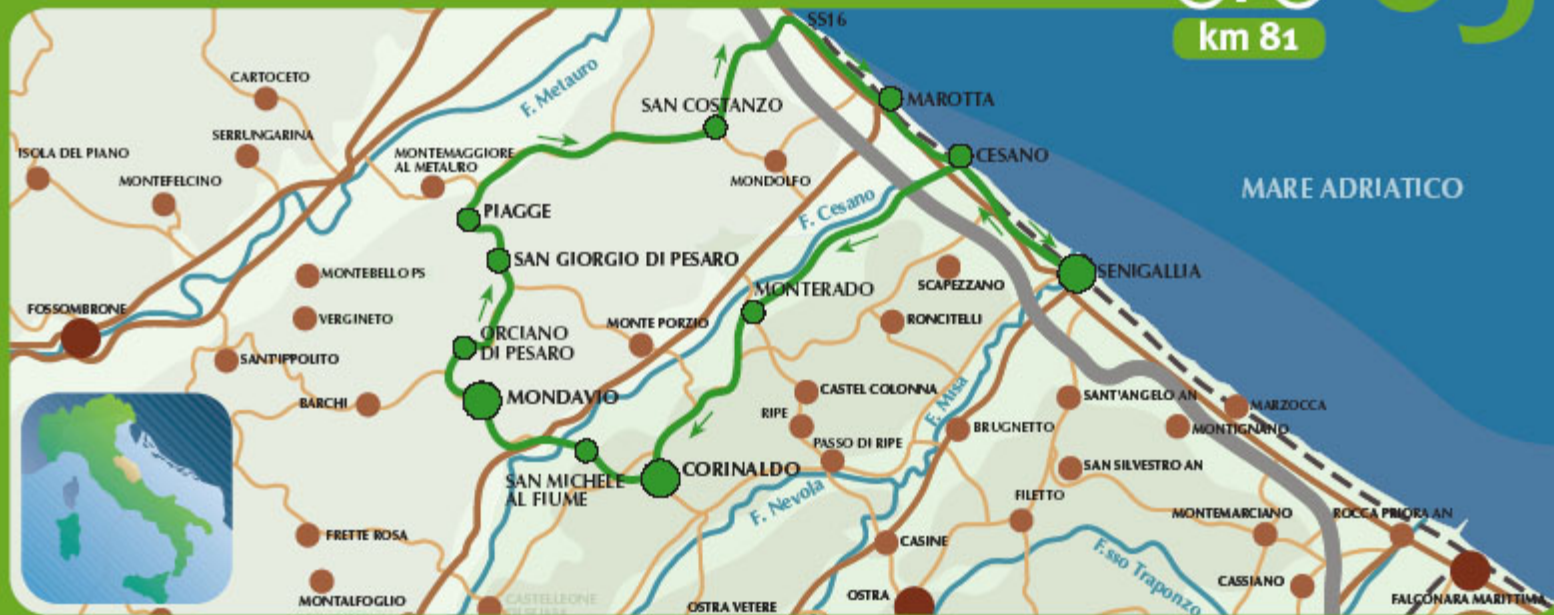 SS16
km 81
CARTOCETO
F. Metauro
SAN COSTANZO
MAROTTA
SERRUNGARINA
ISOLA DEL PIANO
MONTEMAGGIORE
AL METAURO
CESANO
MONTEFELCINO
MONDOLFO
MARE ADRIATICO
F. Cesano
PIAGGE
SAN GIORGIO DI PESARO
MONTEBELLO PS
SENIGALLIA
SCAPEZZANO
MONTERADO
FOSSOMBRONE
VERGINETO
MONTE PORZIO
RONCITELLI
ORCIANO
DI PESARO
SANT'IPPOLITO
CASTEL COLONNA
F. Misa
MONDAVIO
BARCHI
SANT'ANGELO AN
MARZOCCA
RIPE
BRUGNETTO
MONTIGNANO
PASSO DI RIPE
CORINALDO
SAN SILVESTRO AN
SAN MICHELE
AL FIUME
F. Nevola
FILETTO
MONTEMARCIANO
ROCCA PRIORA AN
FRETTE ROSA
CASINE
F.sso Traponzo
CASSIANO
MONTALFOGLIO
CASTELLEONE
OSTRA VETERE
OSTRA
FALCONARA MARITTIMA